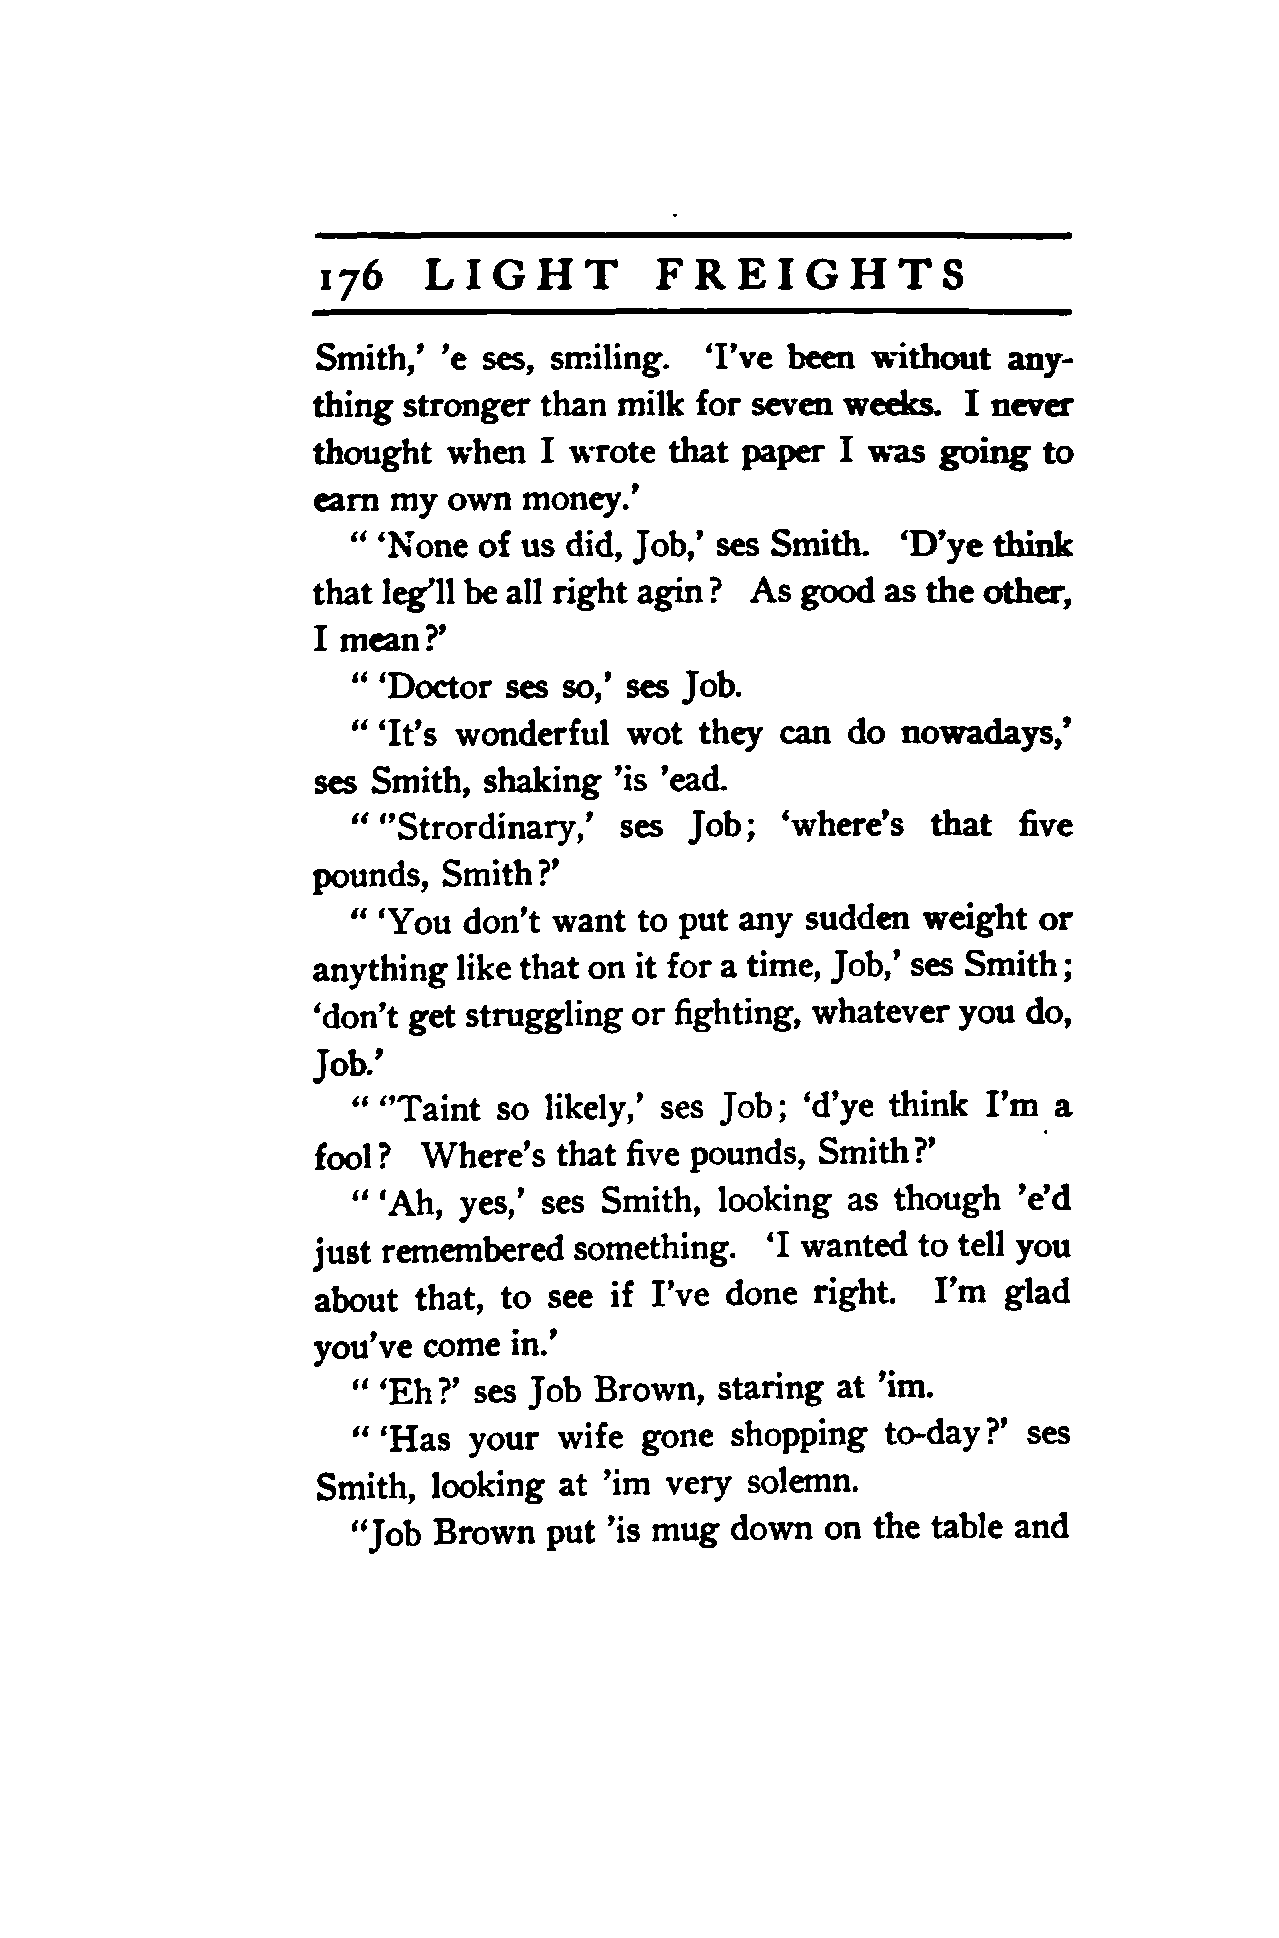 176 LIGHT FREIGHTS
Smith,' 'e ses, smiling. 'I've been without any-
thing stronger than milk for seven weeks. I never
thought when I wrote that paper I was going to
earn my own money.'
" 'None of us did, Job,' ses Smith. 'D'ye think
that leg'll be all right agin? As good as the other,
I mean?'
" 'Doctor ses so,' ses Job.
" 'It's wonderful wot they can do nowadays,'
ses Smith, shaking 'is 'ead.
" ''Strordinary,' ses Job; 'where's that five
pounds, Smith?'
" 'You don't want to put any sudden weight or
anything like that on it for a time, Job,' ses Smith;
'don't get struggling or fighting, whatever you do,
Job.'
" ''Taint so likely,' ses Job; 'd'ye think I'm a
fool? Where's that five pounds, Smith?'
" 'Ah, yes,' ses Smith, looking as though 'e'd
just remembered something. 'I wanted to tell you
about that, to see if I've done right. I'm glad
you've come in.'
" 'Eh?' ses Job Brown, staring at 'im.
" 'Has your wife gone shopping to-day?' ses
Smith, looking at 'im very solemn.
"Job Brown put 'is mug down on the table and